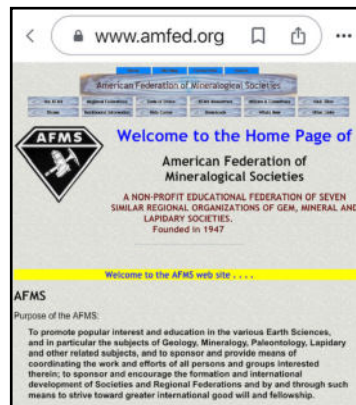 www.amfed.org
American Federation of Mineralogical Societies
AFMS
Welcome to the Home Page of
American Federation of
Mineralogical Societies
A NON-PROFIT EDUCATIONAL FEDERATION OF SEVEN
SIMILAR REGIONAL ORGANIZATIONS OF GEM, MINERAL AND
LAPIDARY SOCIETIES.
Founded in 1947
Welcome to the AFMS web site . . . .
AFMS
Purpose of the AFMS:
To promote popular interest and education in the various Earth Sciences,
and in particular the subjects of Geology, Mineralogy, Paleontology, Lapidary
and other related subjects, and to sponsor and provide means of
coordinating the work and efforts of all persons and groups interested
therein; to sponsor and encourage the formation and international
development of Societies and Regional Federations and by and through such
means to strive toward greater international good will and fellowship.